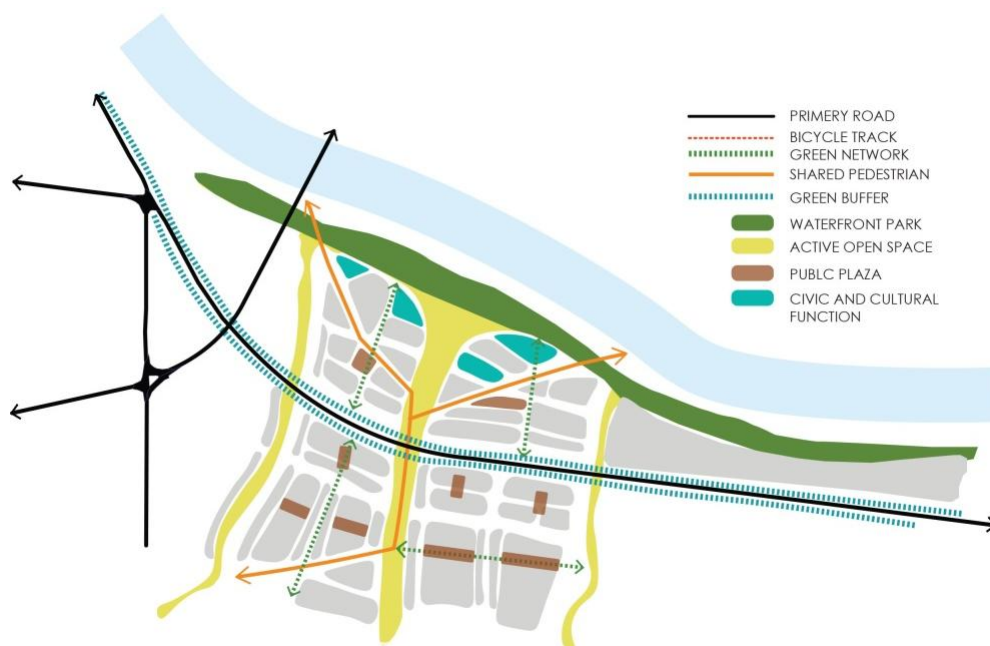 PRIMERY ROAD
BICYCLE TRACK
GREEN NETWORK
SHARED PEDESTRIAN
GREEN BUFFER
WATERFRONT PARK
ACTIVE OPEN SPACE
PUBLC PLAZA
CIVIC AND CULTURAL
FUNCTION